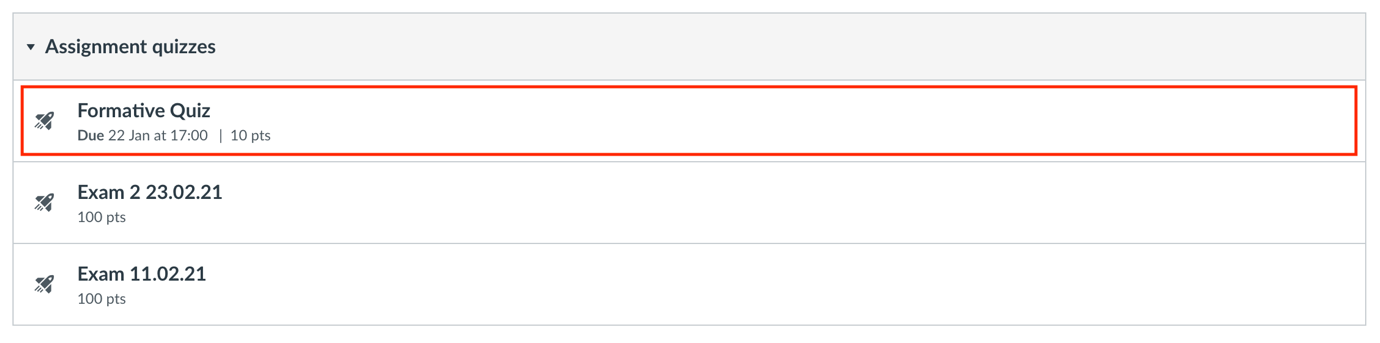 Assignment quizzes
Formative Quiz
Due 22 Jan at 17:00 | 10 pts
Exam 2 23.02.21
100 pts
Exam 11.02.21
100 pts